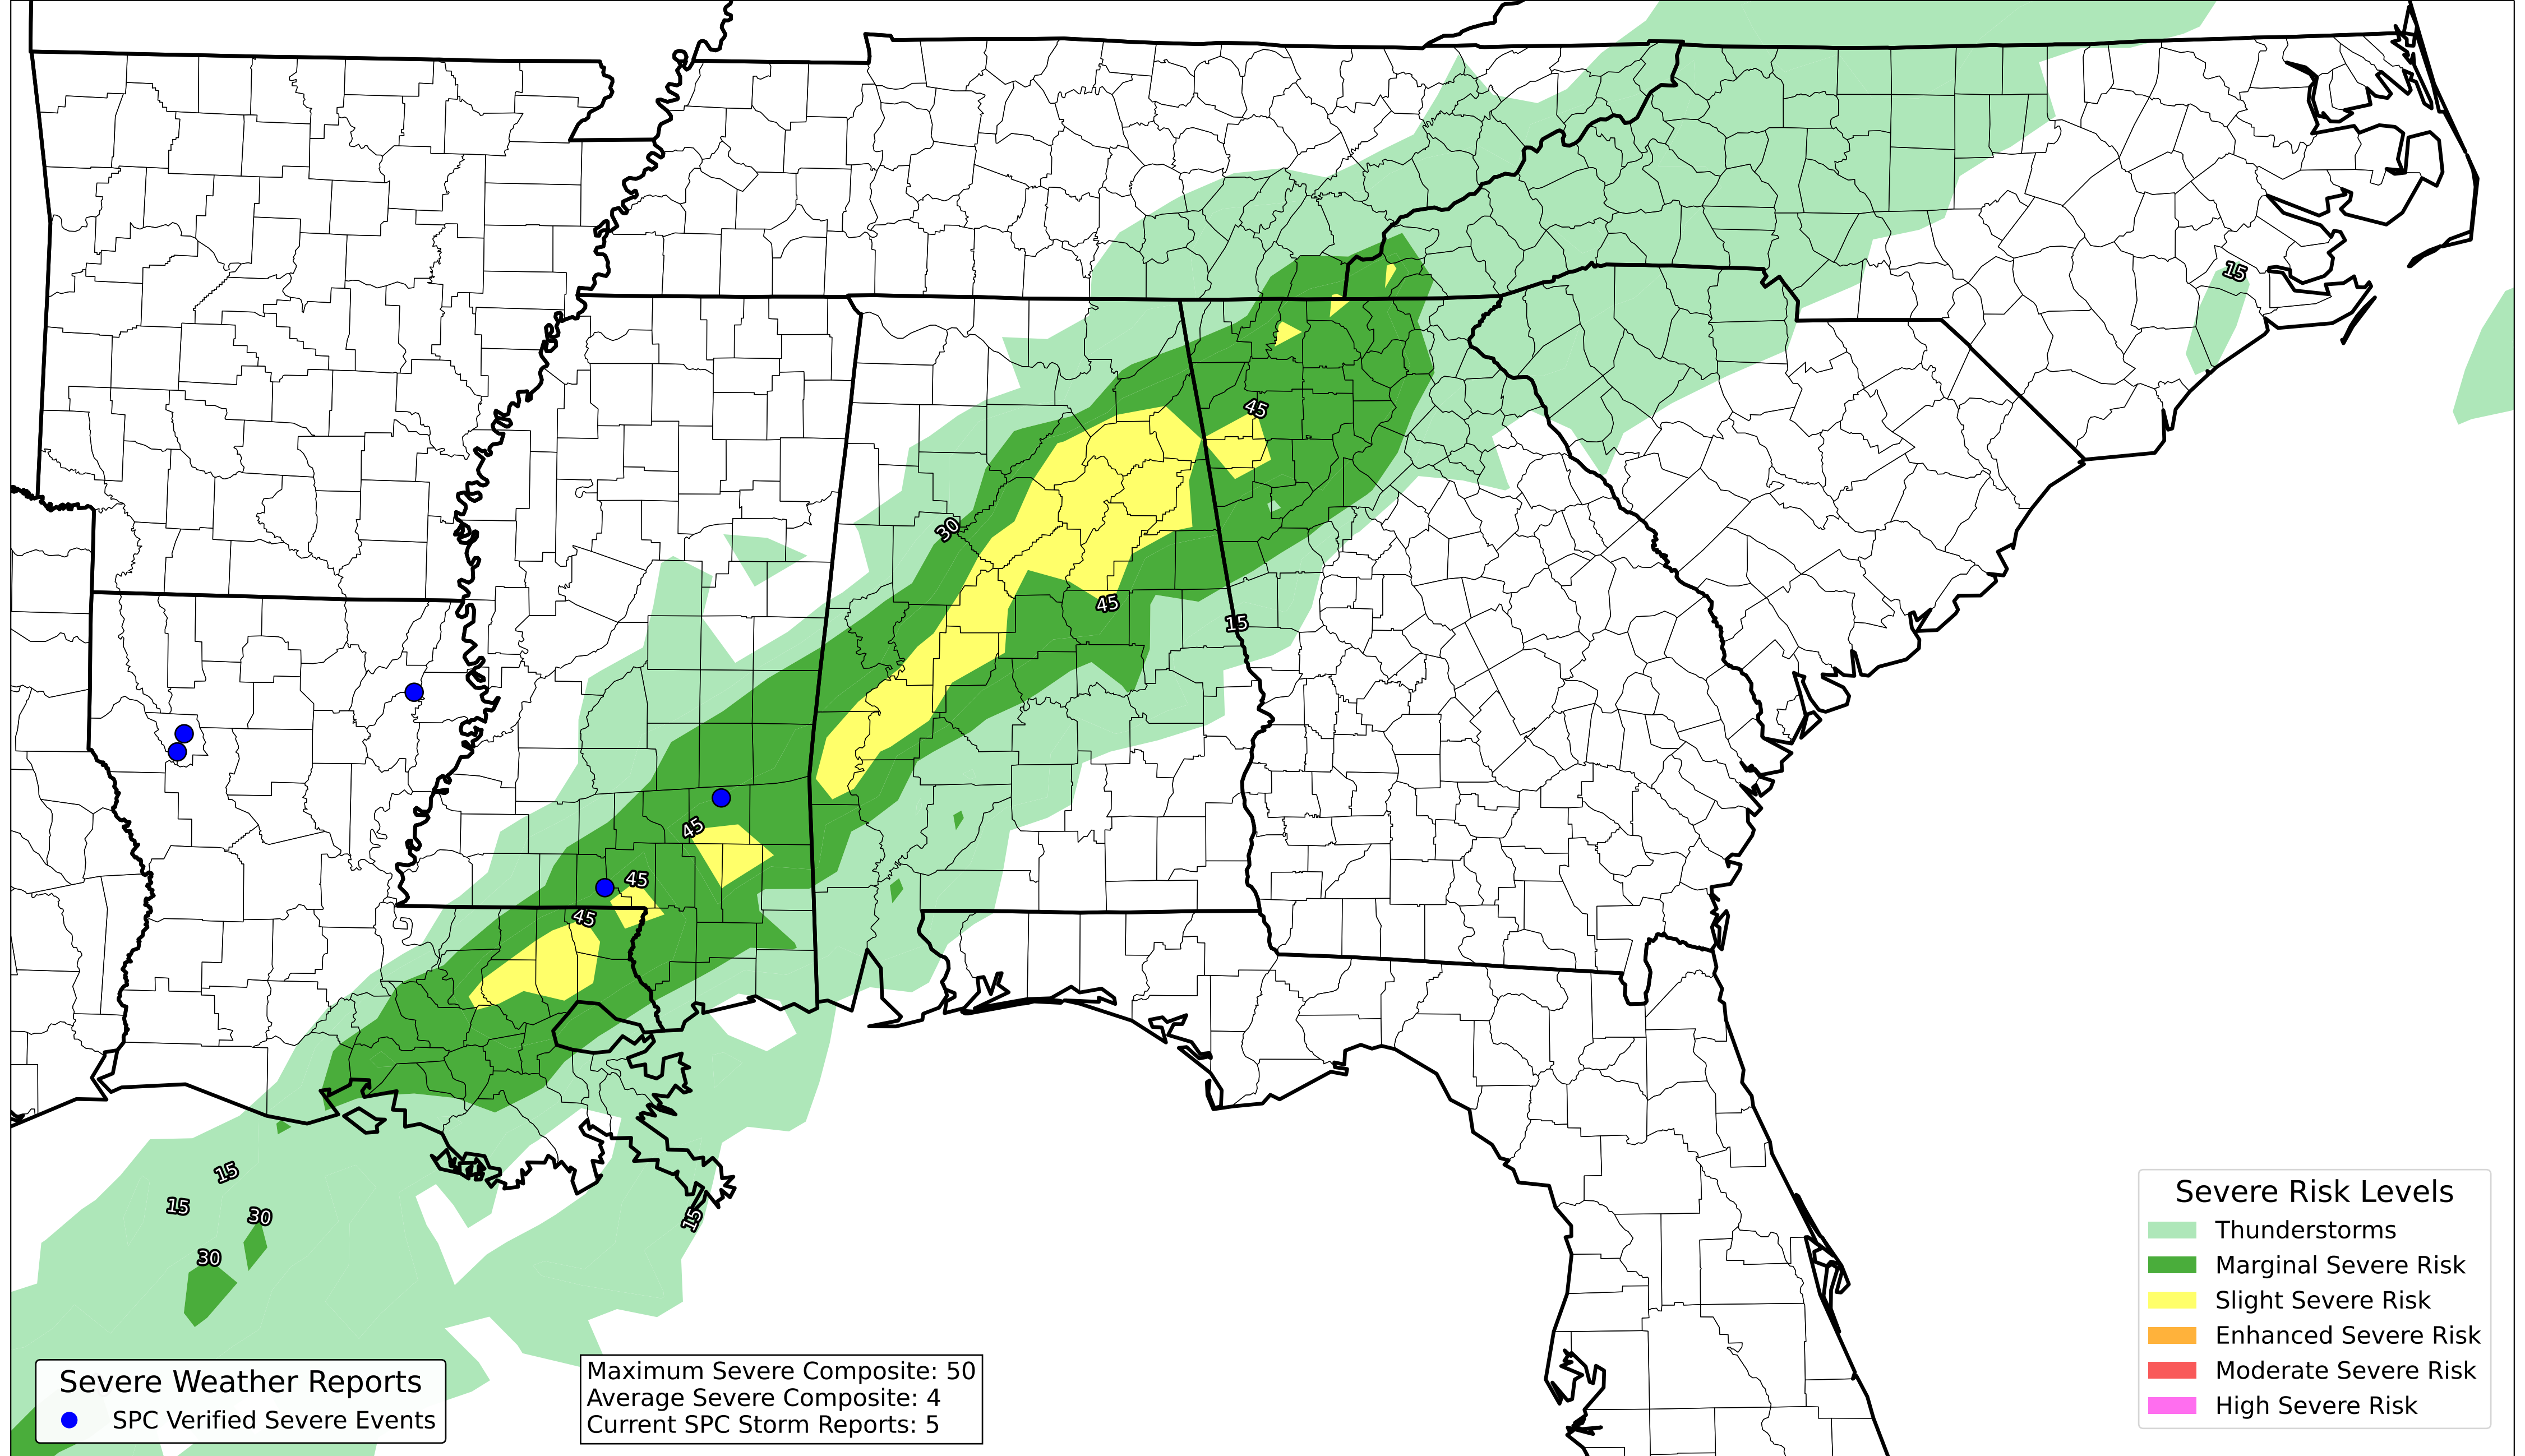 15
45
30
45
15
45
45
45
15
15
30
15
30
Severe Weather Reports
SPC Verified Severe Events
Maximum Severe Composite: 50
Average Severe Composite: 4
Current SPC Storm Reports: 5
Severe Risk Levels
Thunderstorms
Marginal Severe Risk
Slight Severe Risk
Enhanced Severe Risk
Moderate Severe Risk
High Severe Risk